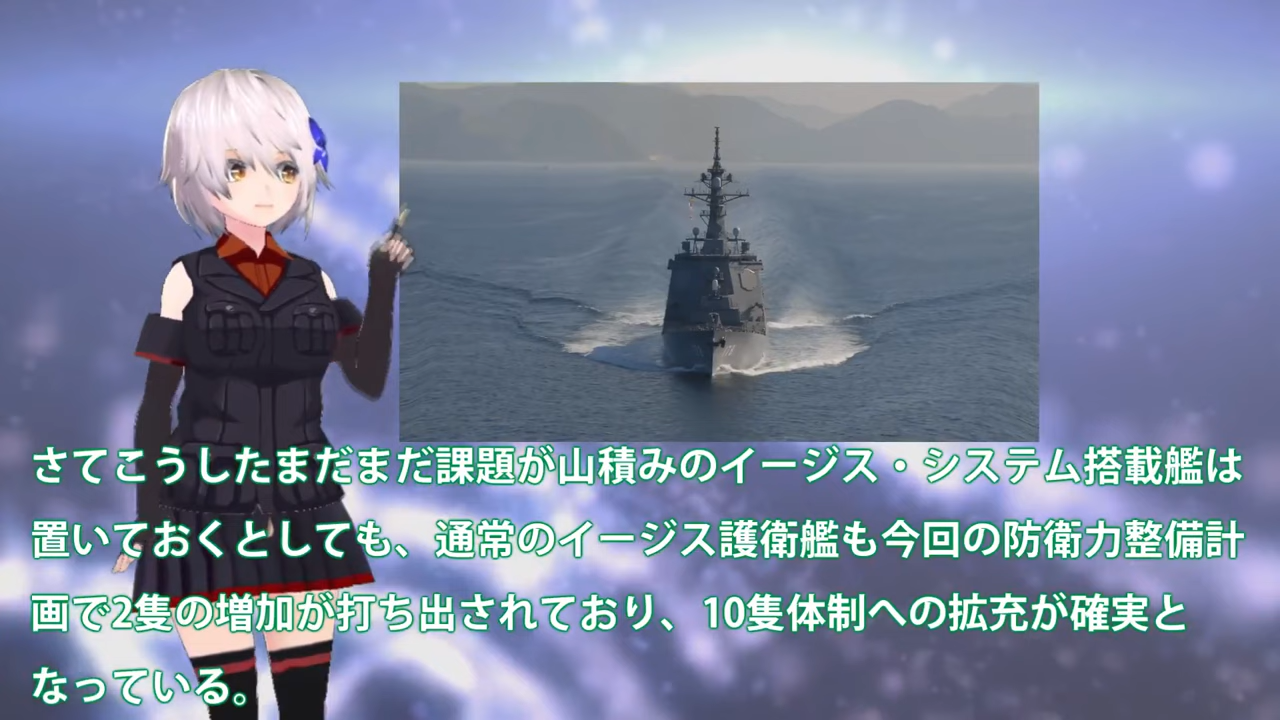 さてこうしたまだまだ課題が山積みのイージス・システム搭載艦は
置いておくとしても、通常のイージス護衛艦も今回の防衛力整備計
画で2隻の増加が打ち出されており、10隻体制への拡充が確実と
なっている。